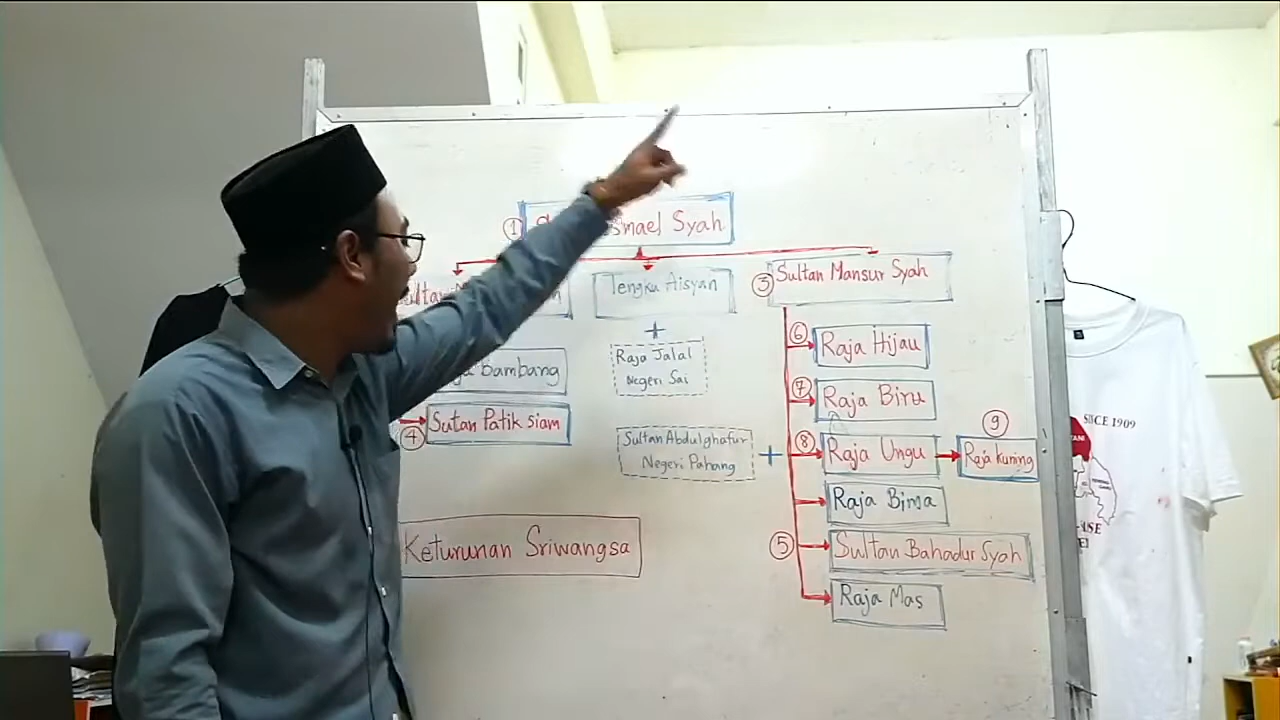 ① snael Syah
Tengku Aisyah
③ Sultan Mansur Syah
+
Raja Jalal
Negeri Sai
bambang
④ Sutan Patik siam
Sultan Abdulghafur
Negeri Pahang
+
⑥ Raja Hijau
⑦ Raja Biru
⑧ Raja Ungu
⑨
Raja Kuning
Raja Bima
⑤ Sultan Bahadur Syah
Raja Mas
Keturunan Sriwangsa
SINCE 1909